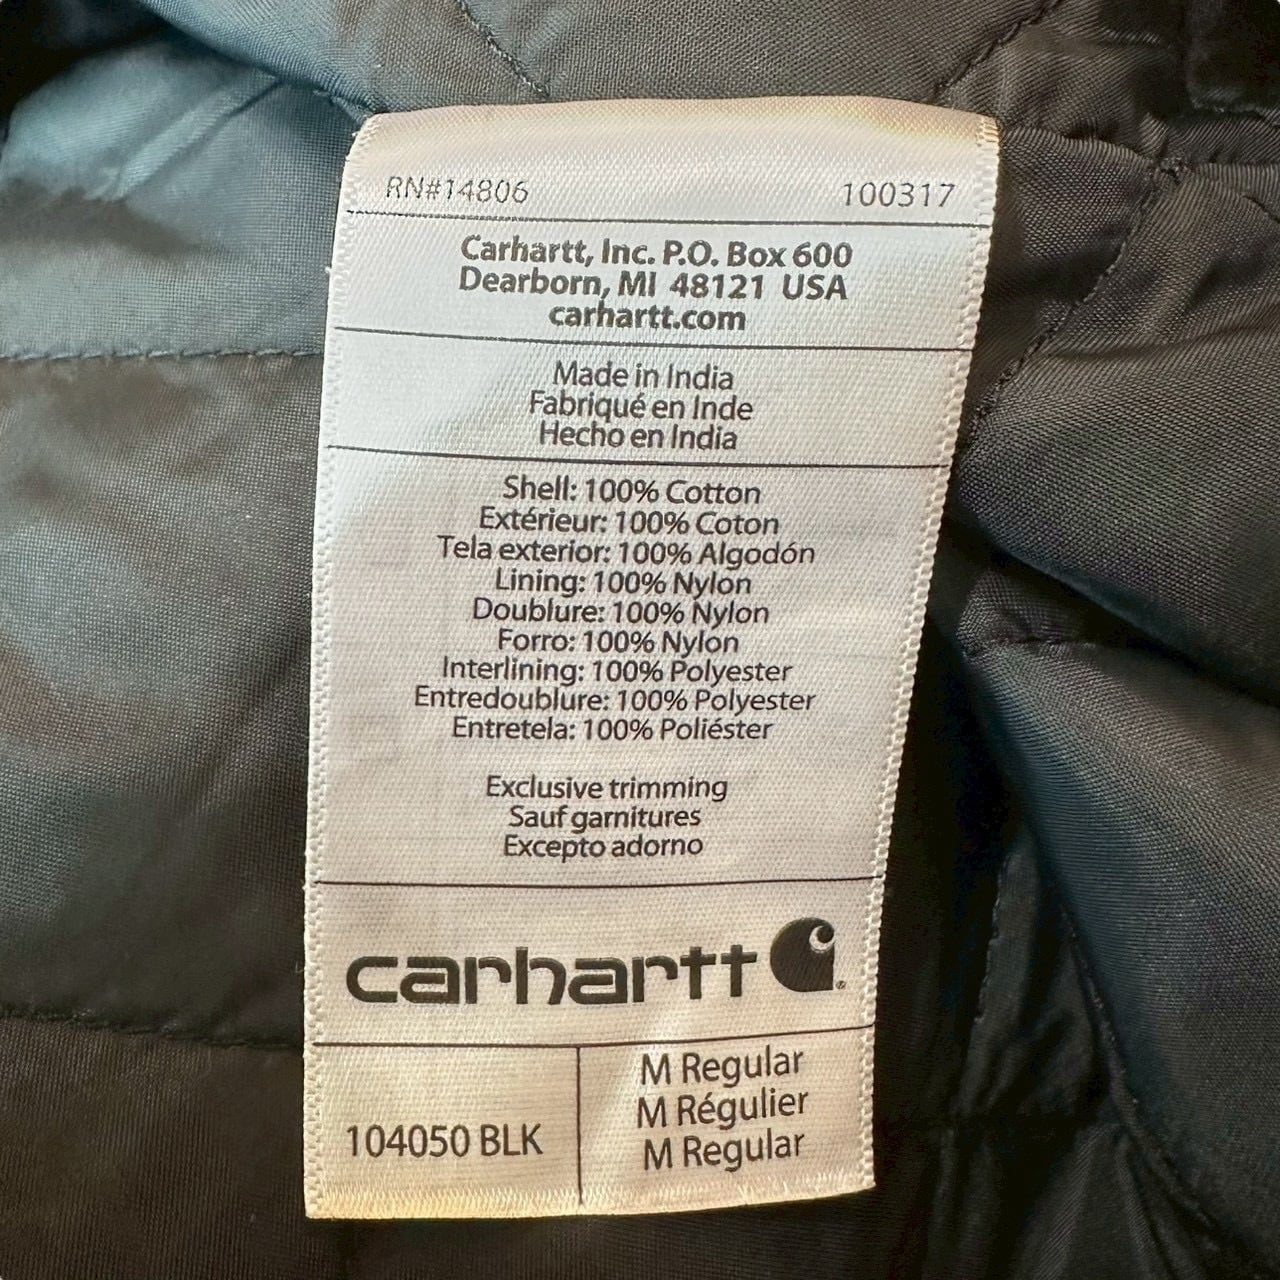 RN#14806 100317
Carhartt, Inc. P.O. Box 600
Dearborn, MI 48121 USA
carhartt.com
Made in India
Fabriqué en Inde
Hecho en India
Shell: 100% Cotton
Extérieur: 100% Coton
Tela exterior: 100% Algodón
Lining: 100% Nylon
Doublure: 100% Nylon
Forro: 100% Nylon
Interlining: 100% Polyester
Entredoublure: 100% Polyester
Entretela: 100% Poliéster
Exclusive trimming
Sauf garnitures
Excepto adorno
carhartt
104050 BLK
M Regular
M Régulier
M Regular